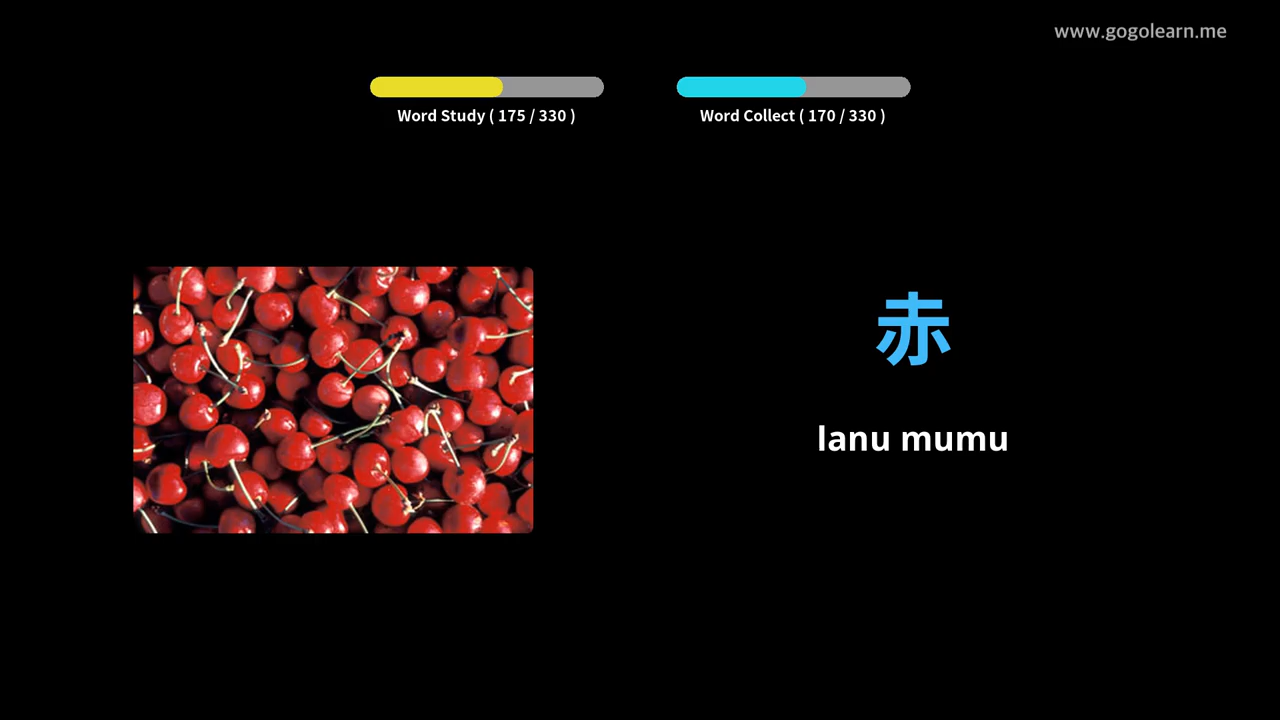 www.gogolearn.me
Word Study ( 175 / 330 )
Word Collect ( 170 / 330 )
赤
lanu mumu